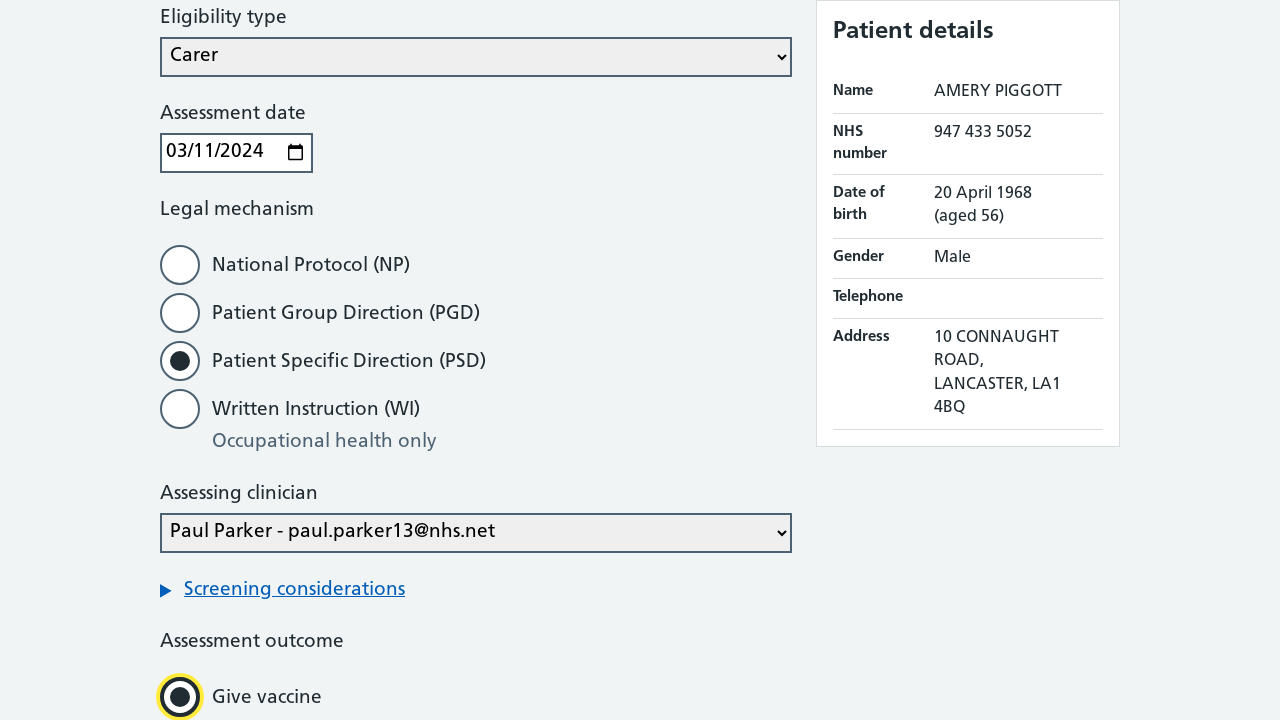 Eligibility type
Carer
Assessment date
03/11/2024
Legal mechanism
National Protocol (NP)
Patient Group Direction (PGD)
Patient Specific Direction (PSD)
Written Instruction (WI)
Occupational health only
Assessing clinician
Paul Parker - paul.parker13@nhs.net
Screening considerations
Assessment outcome
Give vaccine
Patient details
Name AMERY PIGGOTT
NHS number 947 433 5052
Date of birth 20 April 1968
(aged 56)
Gender Male
Telephone
Address 10 CONNAUGHT
ROAD,
LANCASTER, LA1
4BQ